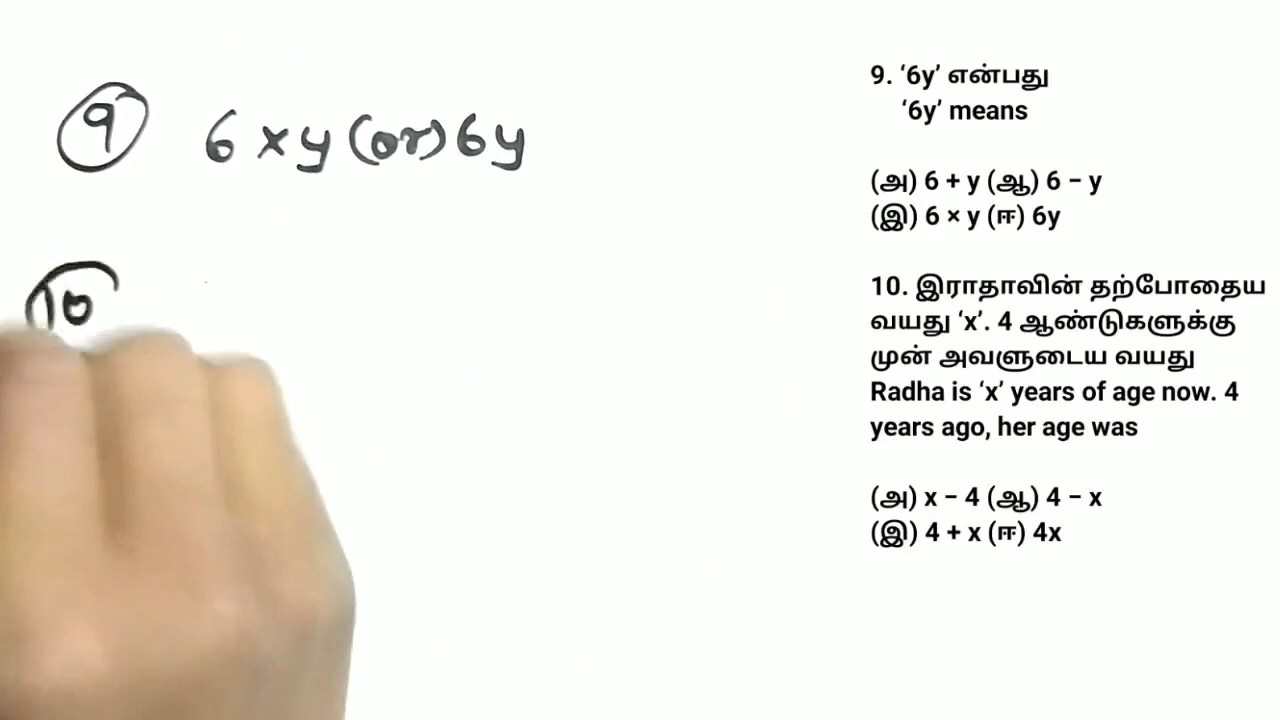 9 6 x y (or) 6y
10
9. ‘6y’ என்பது
‘6y’ means
(அ) 6 + y (ஆ) 6 − y
(இ) 6 × y (ஈ) 6y
10. இராதாவின் தற்போதைய
வயது ‘x’. 4 ஆண்டுகளுக்கு
முன் அவளுடைய வயது
Radha is ‘x’ years of age now. 4
years ago, her age was
(அ) x − 4 (ஆ) 4 − x
(இ) 4 + x (ஈ) 4x